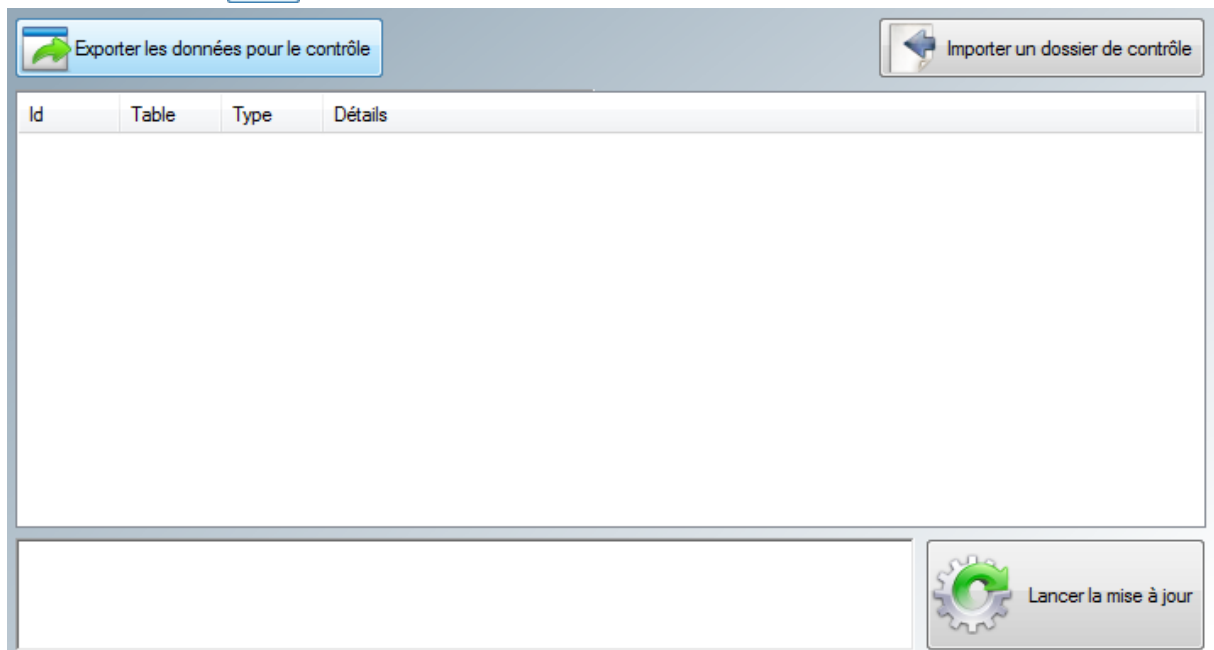 Exporter les données pour le contrôle
Importer un dossier de contrôle
Id Table Type Détails
Lancer la mise à jour